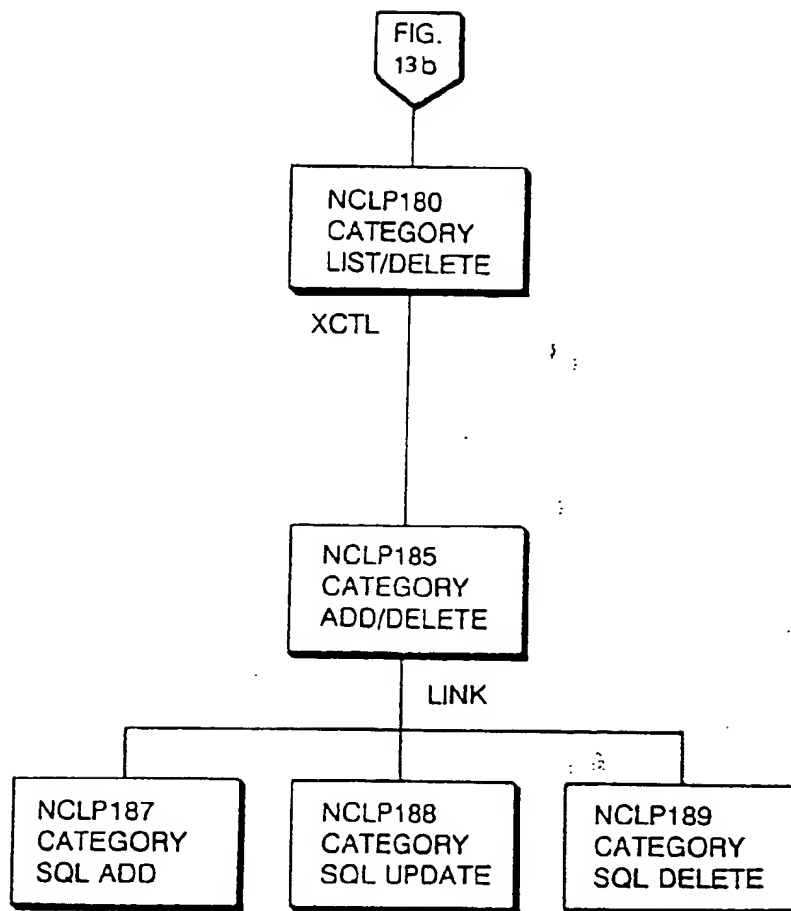 FIG.
13b
NCLP180
CATEGORY
LIST/DELETE
XCTL
NCLP185
CATEGORY
ADD/DELETE
LINK
NCLP187
CATEGORY
SQL ADD
NCLP188
CATEGORY
SQL UPDATE
NCLP189
CATEGORY
SQL DELETE